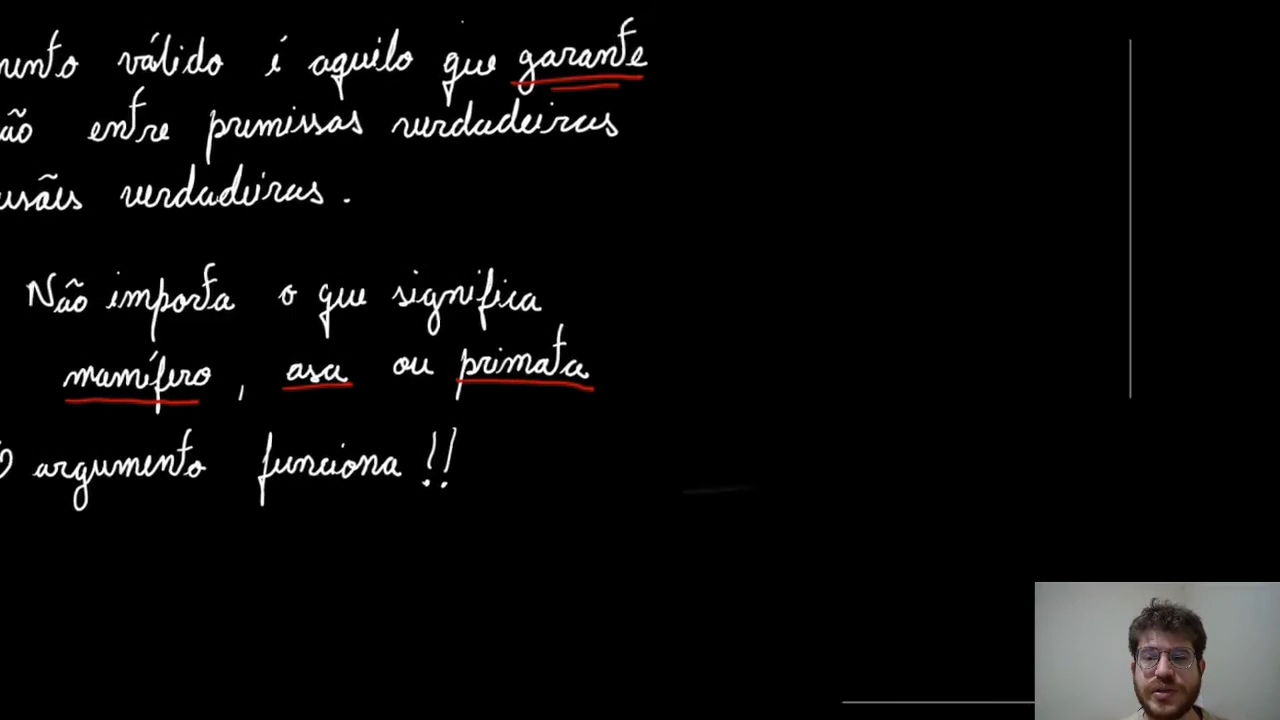 mento válido é aquilo que garante
ão entre premissas verdadeiras
usões verdadeiras.
Não importa o que significa
mamífero, asa ou primata
O argumento funciona!!